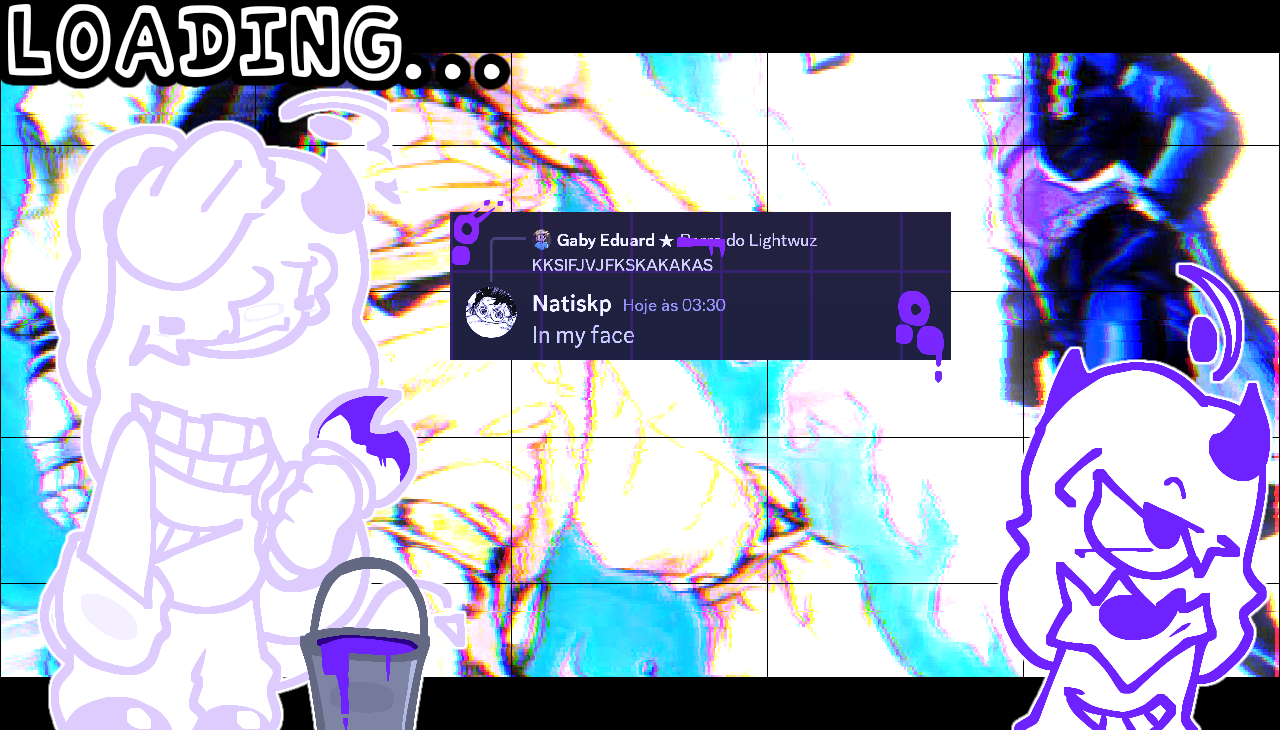 LOADING...
Gaby Eduard ★ do Lightwuz
KKSIFJVJFKSKAKAKAS
Natiskp Hoje às 03:30
In my face